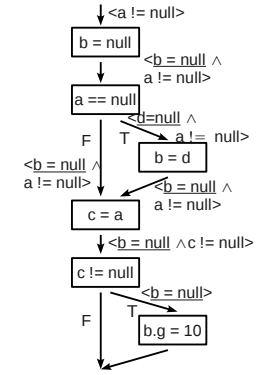 <a != null>
b = null
<b = null ∧
a != null>
a == null
<d=null ∧
a != null>
F
T
b = d
<b = null ∧
a != null>
<b = null ∧
a != null>
c = a
<b = null ∧c != null>
c != null
<b = null>
T
F
b.g = 10